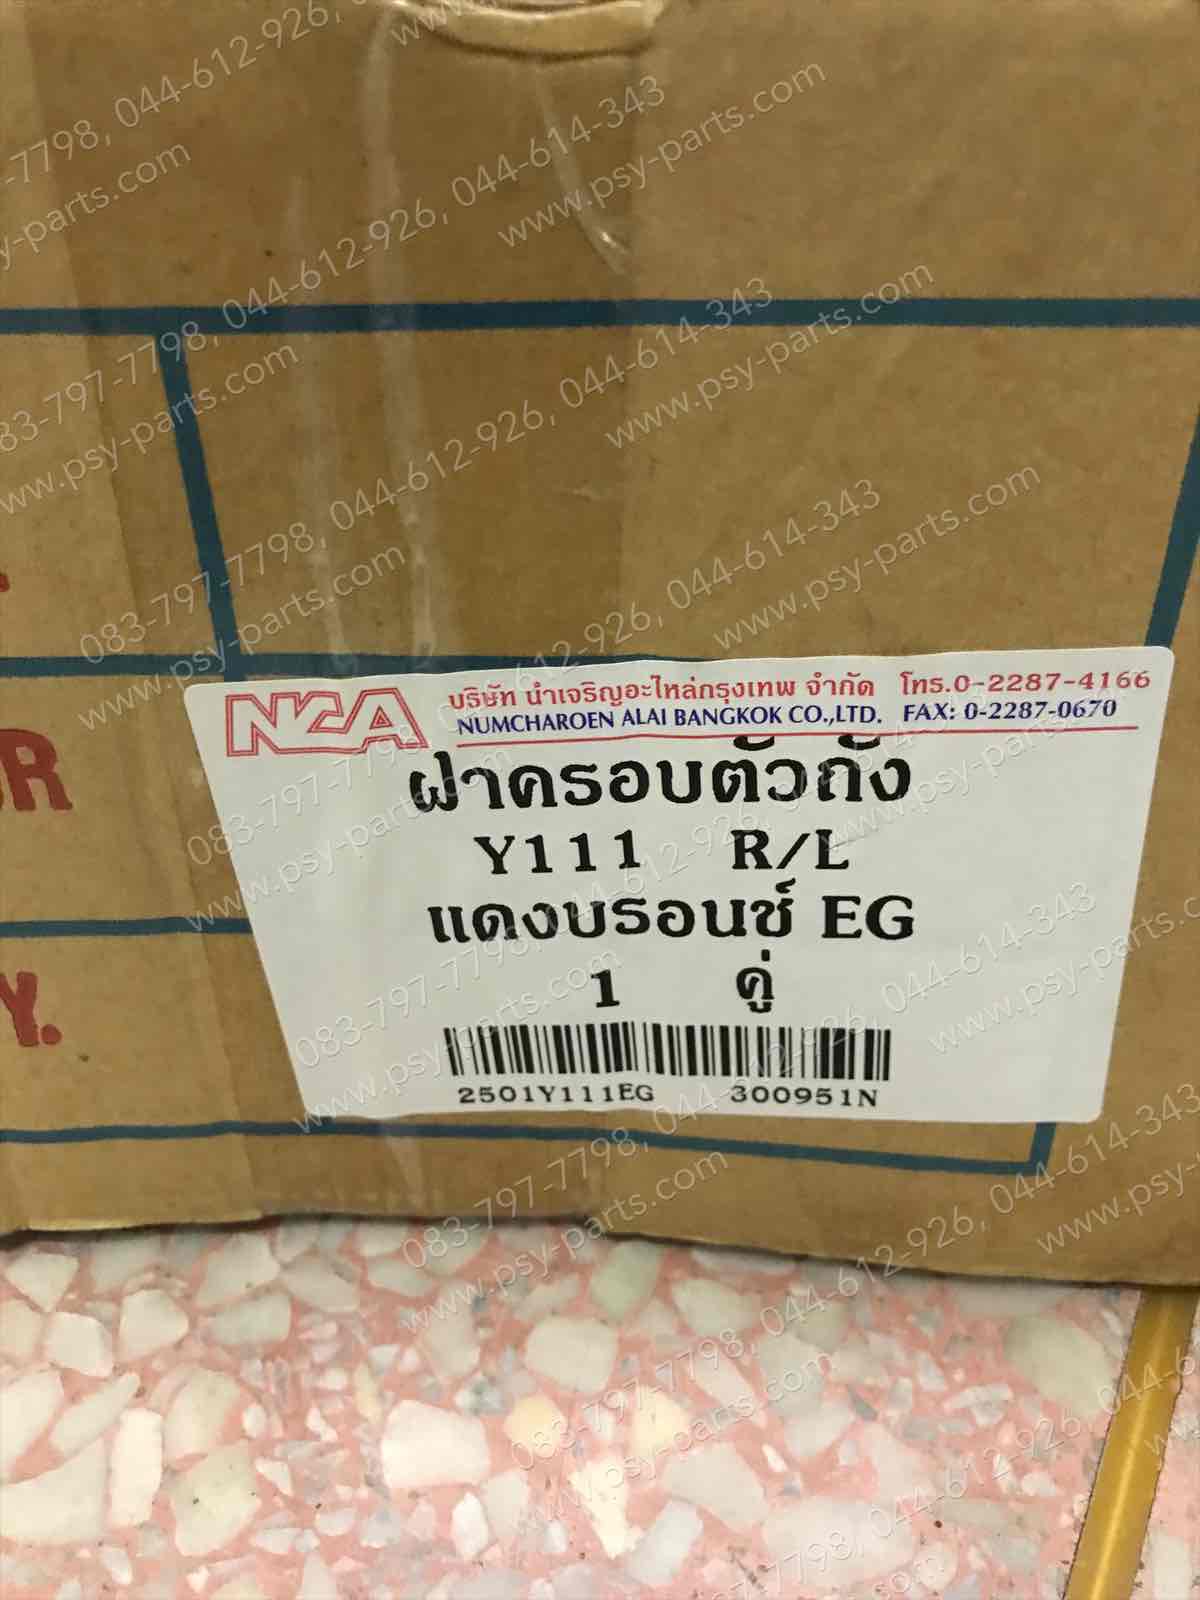 R
Y.
NCA
บริษัท นำเจริญอะไหล่กรุงเทพ จำกัด โทร.0-2287-4166
NUMCHAROEN ALAI BANGKOK CO.,LTD. FAX: 0-2287-0670
ฝาครอบตัวถัง
Y111 R/L
แดงบรอนซ์ EG
1 คู่
2501Y111EG 300951N
083-797-7798, 044-612-926, 044-614-343
www.psy-parts.com